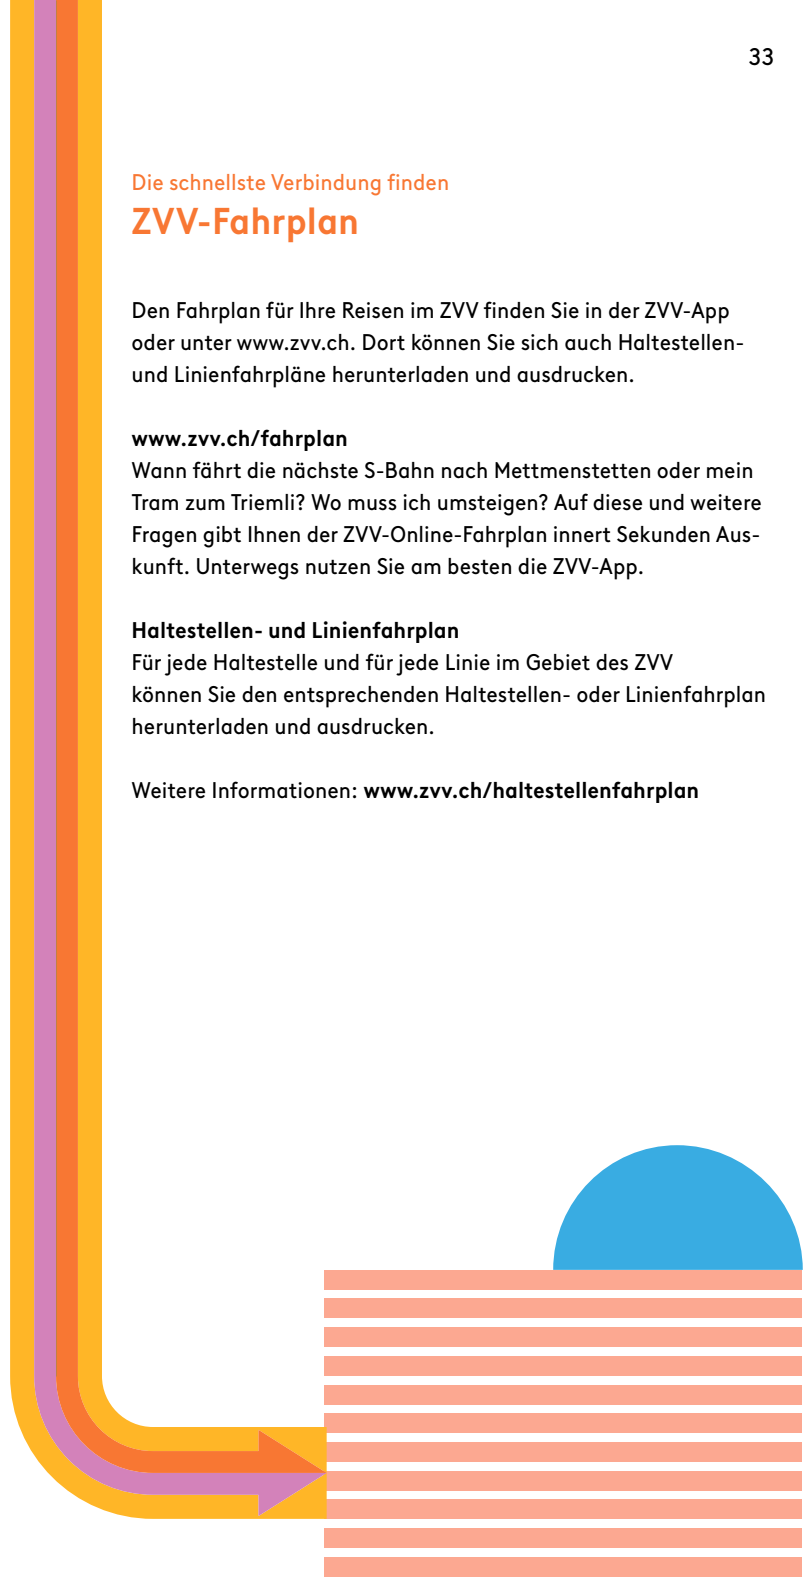 33
Die schnellste Verbindung finden
ZVV-Fahrplan
Den Fahrplan für Ihre Reisen im ZVV finden Sie in der ZVV-App
oder unter www.zvv.ch. Dort können Sie sich auch Haltestellen-
und Linienfahrpläne herunterladen und ausdrucken.
www.zvv.ch/fahrplan
Wann fährt die nächste S-Bahn nach Mettmenstetten oder mein
Tram zum Triemli? Wo muss ich umsteigen? Auf diese und weitere
Fragen gibt Ihnen der ZVV-Online-Fahrplan innert Sekunden Aus-
kunft. Unterwegs nutzen Sie am besten die ZVV-App.
Haltestellen- und Linienfahrplan
Für jede Haltestelle und für jede Linie im Gebiet des ZVV
können Sie den entsprechenden Haltestellen- oder Linienfahrplan
herunterladen und ausdrucken.
Weitere Informationen: www.zvv.ch/haltestellenfahrplan